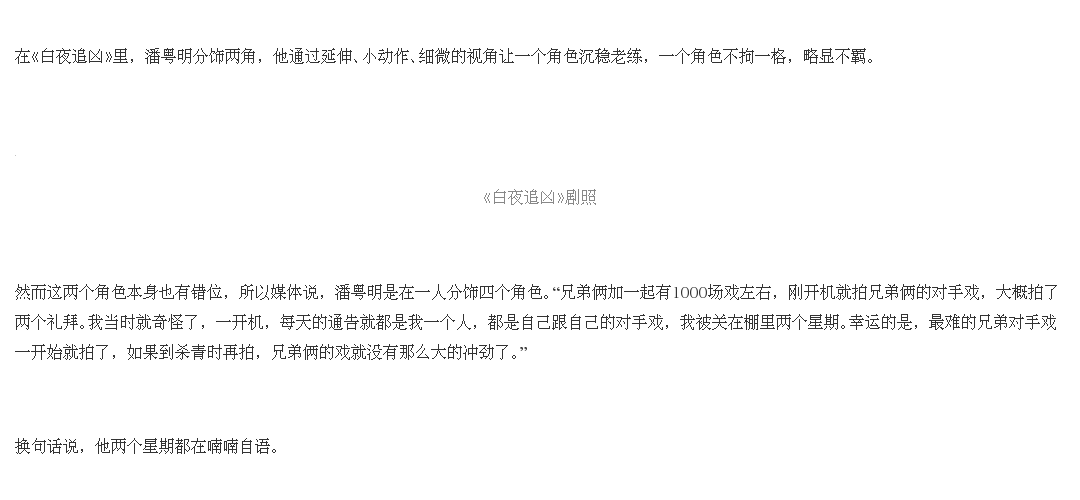 在《白夜追凶》里，潘粤明分饰两角，他通过延伸、小动作、细微的视角让一个角色沉稳老练，一个角色不拘一格，略显不羁。
《白夜追凶》剧照
然而这两个角色本身也有错位，所以媒体说，潘粤明是在一人分饰四个角色。“兄弟俩加一起有1000场戏左右，刚开机就拍兄弟俩的对手戏，大概拍了
两个礼拜。我当时就奇怪了，一开机，每天的通告就都是我一个人，都是自己跟自己的对手戏，我被关在棚里两个星期。幸运的是，最难的兄弟对手戏
一开始就拍了，如果到杀青时再拍，兄弟俩的戏就没有那么大的冲劲了。”
换句话说，他两个星期都在喃喃自语。